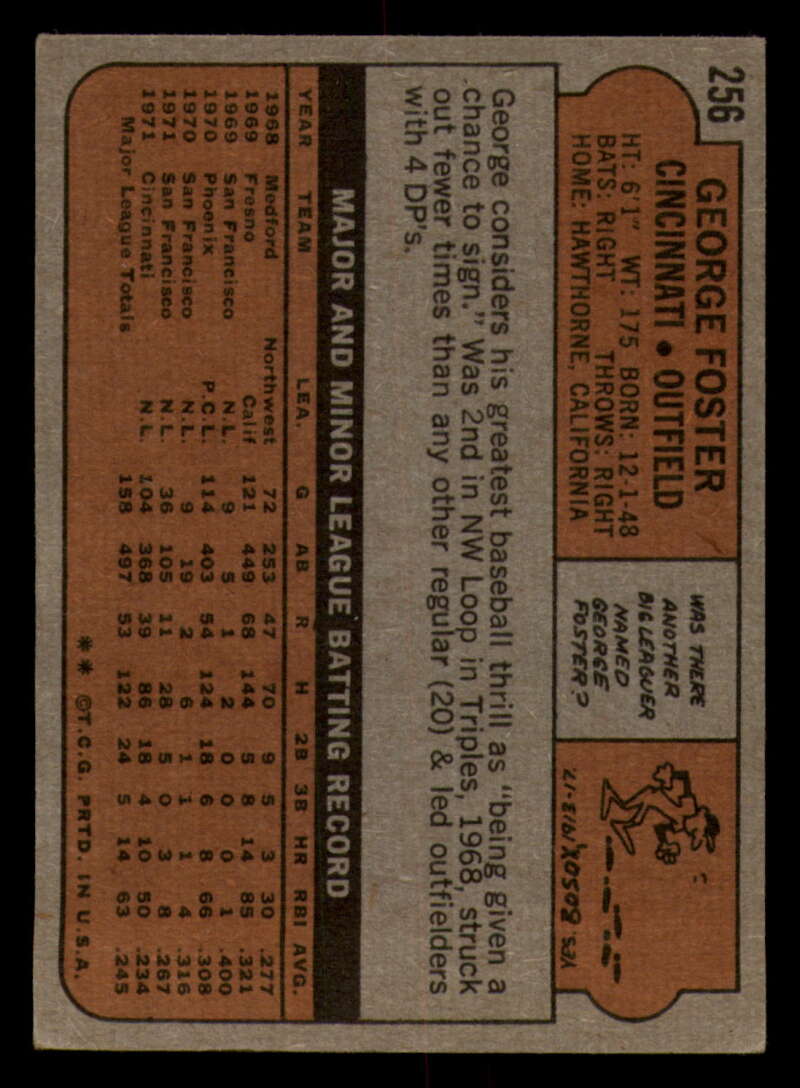 256
GEORGE FOSTER
CINCINNATI • OUTFIELD
HT: 6'1" WT: 175 BORN: 12-1-48
BATS: RIGHT THROWS: RIGHT
HOME: HAWTHORNE, CALIFORNIA
WAS THERE
ANOTHER
BIG LEAGUER
NAMED
GEORGE
FOSTER?
YES. BOSOX, 1913-17.
George considers his greatest baseball thrill as "being given a
chance to sign." Was 2nd in NW Loop in Triples, 1968, struck
out fewer times than any other regular (20) & led outfielders
with 4 DP's.
MAJOR AND MINOR LEAGUE BATTING RECORD
YEAR TEAM LEA. G AB R H 2B 3B HR RBI AVG.
1968 Medford Northwest 72 253 47 70 9 5 3 30 .277
1969 Fresno Calif 121 449 68 144 5 8 14 85 .321
1969 San Francisco N.L. 9 5 1 2 0 0 0 1 .400
1970 Phoenix P.C.L. 114 403 54 124 18 6 8 66 .308
1970 San Francisco N.L. 9 19 2 6 1 1 1 4 .316
1971 San Francisco N.L. 36 105 11 28 5 0 3 8 .267
1971 Cincinnati N.L. 104 368 39 86 18 4 10 50 .234
Major League Totals 158 497 53 122 24 5 14 63 .245
** ©T.C.G. PRTD. IN U.S.A.